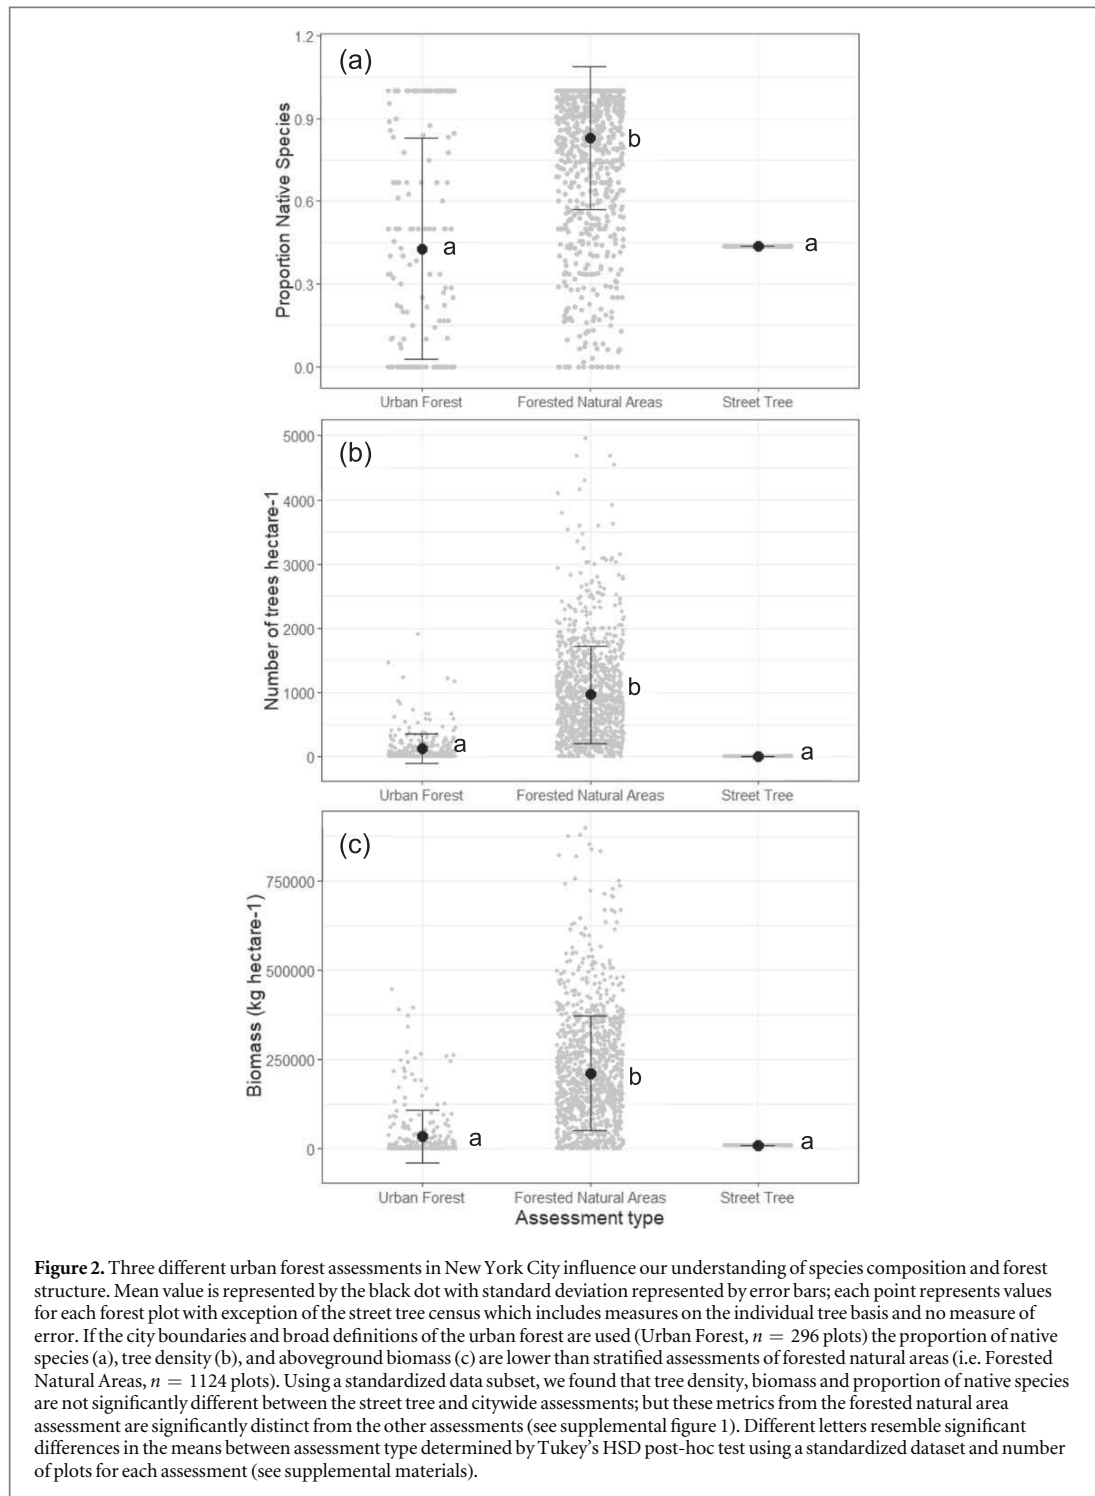 (a)
1.2
0.9
0.6
0.3
0.0
Proportion Native Species
b
a
a
Urban Forest Forested Natural Areas Street Tree
(b)
5000
4000
3000
2000
1000
0
Number of trees hectare-1
b
a
a
Urban Forest Forested Natural Areas Street Tree
(c)
750000
500000
250000
0
Biomass (kg hectare-1)
b
a
a
Urban Forest Forested Natural Areas Street Tree
Assessment type
Figure 2. Three different urban forest assessments in New York City influence our understanding of species composition and forest
structure. Mean value is represented by the black dot with standard deviation represented by error bars; each point represents values
for each forest plot with exception of the street tree census which includes measures on the individual tree basis and no measure of
error. If the city boundaries and broad definitions of the urban forest are used (Urban Forest, n = 296 plots) the proportion of native
species (a), tree density (b), and aboveground biomass (c) are lower than stratified assessments of forested natural areas (i.e. Forested
Natural Areas, n = 1124 plots). Using a standardized data subset, we found that tree density, biomass and proportion of native species
are not significantly different between the street tree and citywide assessments; but these metrics from the forested natural area
assessment are significantly distinct from the other assessments (see supplemental figure 1). Different letters resemble significant
differences in the means between assessment type determined by Tukey's HSD post-hoc test using a standardized dataset and number
of plots for each assessment (see supplemental materials).